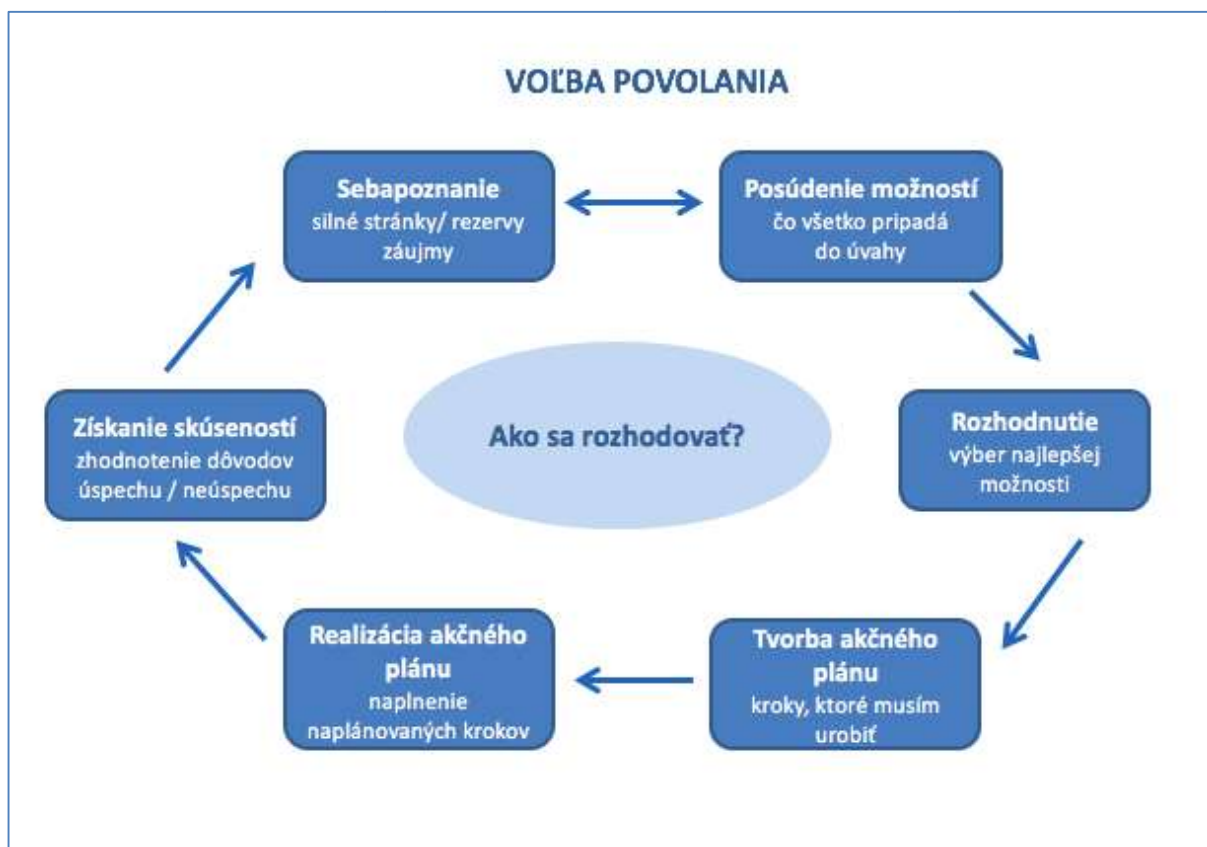 VOĽBA POVOLANIA
Sebapoznanie
silné stránky/ rezervy
záujmy
Posúdenie možností
čo všetko pripadá
do úvahy
Rozhodnutie
výber najlepšej
možnosti
Tvorba akčného
plánu
kroky, ktoré musím
urobiť
Realizácia akčného
plánu
naplnenie
naplánovaných krokov
Získanie skúseností
zhodnotenie dôvodov
úspechu / neúspechu
Ako sa rozhodovať?